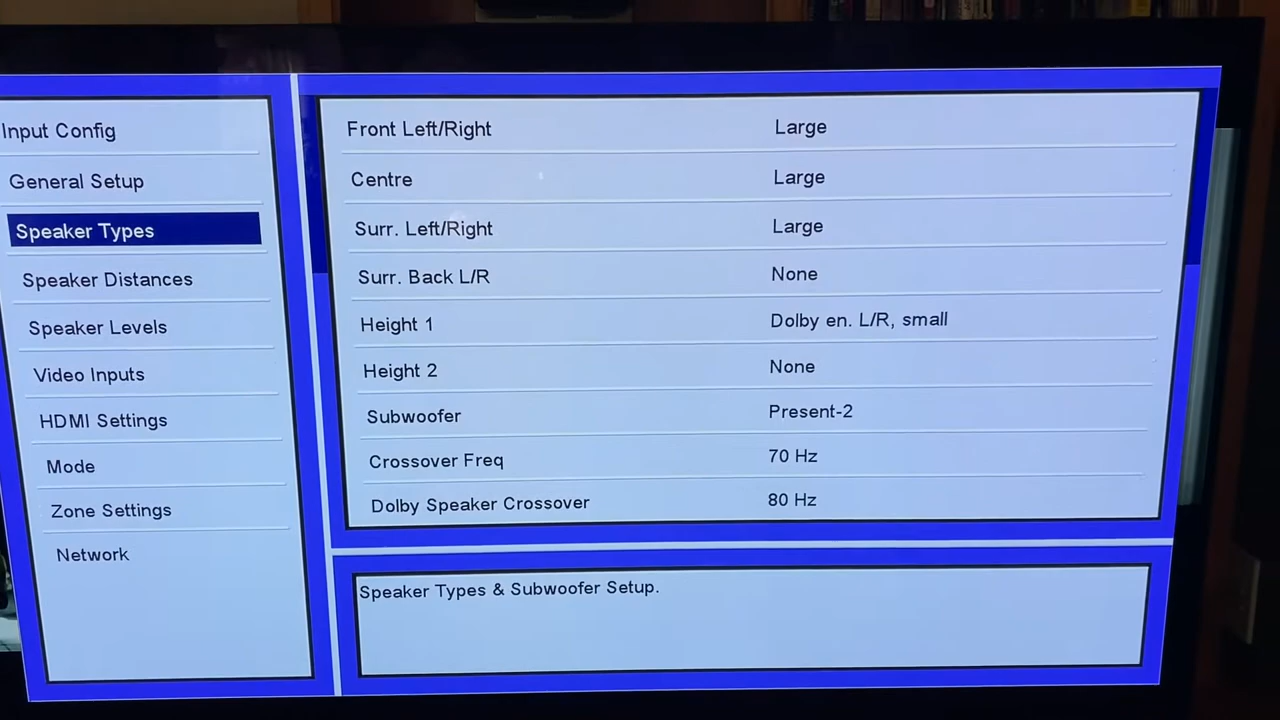 Input Config
General Setup
Speaker Types
Speaker Distances
Speaker Levels
Video Inputs
HDMI Settings
Mode
Zone Settings
Network
Front Left/Right Large
Centre Large
Surr. Left/Right Large
Surr. Back L/R None
Height 1 Dolby en. L/R, small
Height 2 None
Subwoofer Present-2
Crossover Freq 70 Hz
Dolby Speaker Crossover 80 Hz
Speaker Types & Subwoofer Setup.